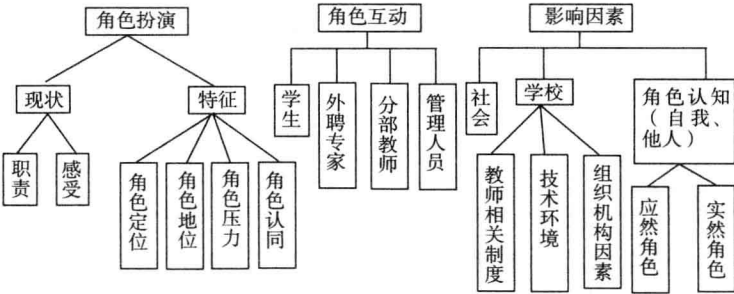 角色扮演
角色互动
影响因素
现状
特征
学生
外聘专家
分部教师
管理人员
社会
学校
角色认知
（自我、
他人）
职责
感受
角色定位
角色地位
角色压力
角色认同
教师相关制度
技术环境
组织机构因素
应然角色
实然角色